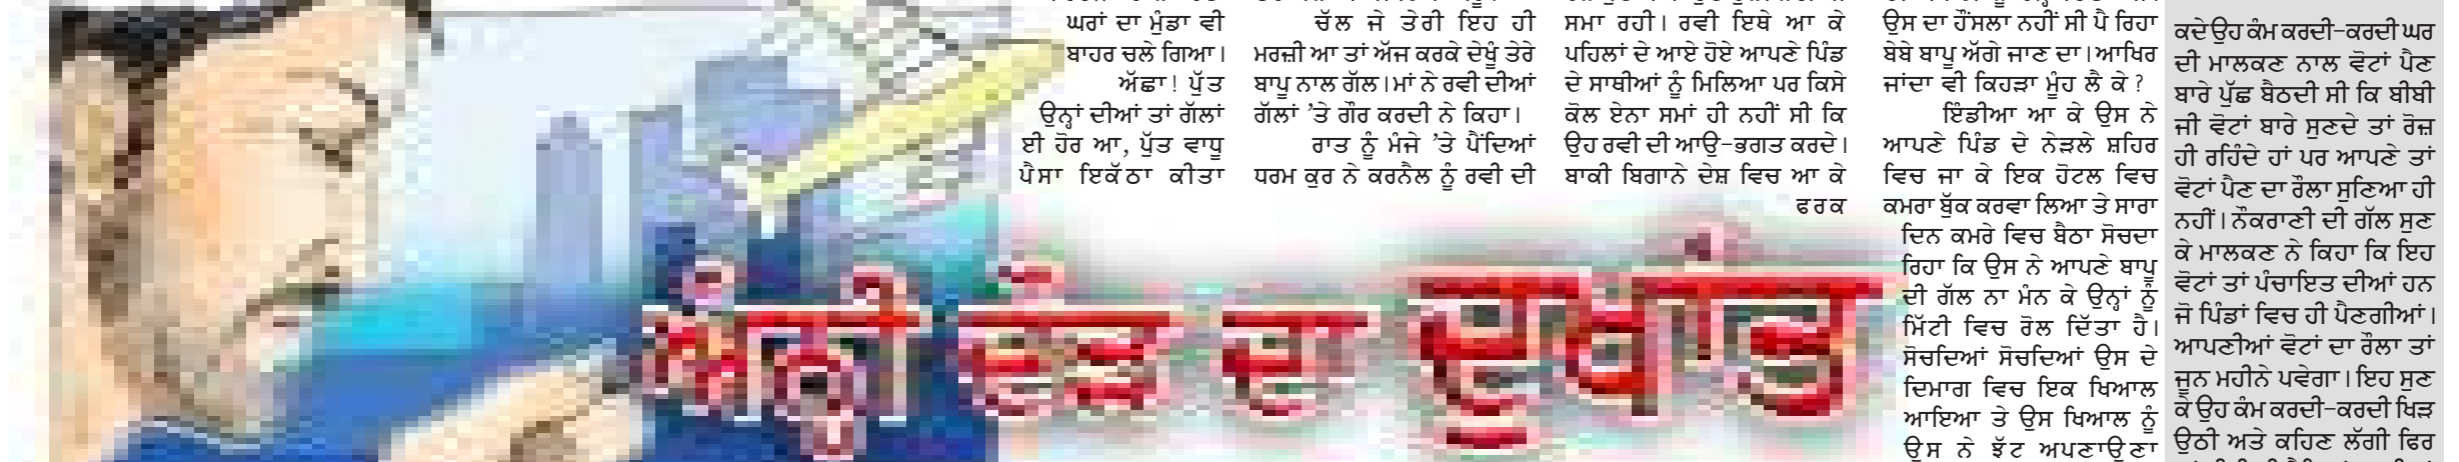 ਘਰਾਂ ਦਾ ਮੁੰਡਾ ਵੀ
ਬਾਹਰ ਚਲੇ ਗਿਆ।
ਅੱਛਾ! ਪੁੱਤ
ਉਨ੍ਹਾਂ ਦੀਆਂ ਤਾਂ ਗੱਲਾਂ
ਈ ਹੋਰ ਆ, ਪੁੱਤ ਵਾਧੂ
ਪੈਸਾ ਇਕੱਠਾ ਕੀਤਾ
ਚੱਲ ਜੇ ਤੇਰੀ ਇਹ ਹੀ
ਮਰਜ਼ੀ ਆ ਤਾਂ ਅੱਜ ਕਰਕੇ ਦੇਖੂੰ ਤੇਰੇ
ਬਾਪੂ ਨਾਲ ਗੱਲ।ਮਾਂ ਨੇ ਰਵੀ ਦੀਆਂ
ਗੱਲਾਂ 'ਤੇ ਗੌਰ ਕਰਦੀ ਨੇ ਕਿਹਾ।
ਰਾਤ ਨੂੰ ਮੰਜੇ 'ਤੇ ਪੈਂਦਿਆਂ
ਧਰਮ ਕੁਰ ਨੇ ਕਰਨੈਲ ਨੂੰ ਰਵੀ ਦੀ
ਸਮਾ ਰਹੀ। ਰਵੀ ਇਥੇ ਆ ਕੇ
ਪਹਿਲਾਂ ਦੇ ਆਏ ਹੋਏ ਆਪਣੇ ਪਿੰਡ
ਦੇ ਸਾਥੀਆਂ ਨੂੰ ਮਿਲਿਆ ਪਰ ਕਿਸੇ
ਕੋਲ ਏਨਾ ਸਮਾਂ ਹੀ ਨਹੀਂ ਸੀ ਕਿ
ਉਹ ਰਵੀ ਦੀ ਆਉ-ਭਗਤ ਕਰਦੇ।
ਬਾਕੀ ਬਿਗਾਨੇ ਦੇਸ਼ ਵਿਚ ਆ ਕੇ
ਫਰਕ
ਅੰਨ੍ਹੀ ਦੌੜ ਦਾ ਦੁਖਾਂਤ
ਉਸ ਦਾ ਹੌਂਸਲਾ ਨਹੀਂ ਸੀ ਪੈ ਰਿਹਾ
ਬੇਬੇ ਬਾਪੂ ਅੱਗੇ ਜਾਣ ਦਾ।ਆਖਿਰ
ਜਾਂਦਾ ਵੀ ਕਿਹੜਾ ਮੂੰਹ ਲੈ ਕੇ ?
ਇੰਡੀਆ ਆ ਕੇ ਉਸ ਨੇ
ਆਪਣੇ ਪਿੰਡ ਦੇ ਨੇੜਲੇ ਸ਼ਹਿਰ
ਵਿਚ ਜਾ ਕੇ ਇਕ ਹੋਟਲ ਵਿਚ
ਕਮਰਾ ਬੁੱਕ ਕਰਵਾ ਲਿਆ ਤੇ ਸਾਰਾ
ਦਿਨ ਕਮਰੇ ਵਿਚ ਬੈਠਾ ਸੋਚਦਾ
ਰਿਹਾ ਕਿ ਉਸ ਨੇ ਆਪਣੇ ਬਾਪੂ
ਦੀ ਗੱਲ ਨਾ ਮੰਨ ਕੇ ਉਨ੍ਹਾਂ ਨੂੰ
ਮਿੱਟੀ ਵਿਚ ਰੋਲ ਦਿੱਤਾ ਹੈ।
ਸੋਚਦਿਆਂ ਸੋਚਦਿਆਂ ਉਸ ਦੇ
ਦਿਮਾਗ ਵਿਚ ਇਕ ਖਿਆਲ
ਆਇਆ ਤੇ ਉਸ ਖਿਆਲ ਨੂੰ
ਉਸ ਨੇ ਝੱਟ ਅਪਣਾਉਣਾ
ਕਦੇ ਉਹ ਕੰਮ ਕਰਦੀ-ਕਰਦੀ ਘਰ
ਦੀ ਮਾਲਕਣ ਨਾਲ ਵੋਟਾਂ ਪੈਣ
ਬਾਰੇ ਪੁੱਛ ਬੈਠਦੀ ਸੀ ਕਿ ਬੀਬੀ
ਜੀ ਵੋਟਾਂ ਬਾਰੇ ਸੁਣਦੇ ਤਾਂ ਰੋਜ਼
ਹੀ ਰਹਿੰਦੇ ਹਾਂ ਪਰ ਆਪਣੇ ਤਾਂ
ਵੋਟਾਂ ਪੈਣ ਦਾ ਰੌਲਾ ਸੁਣਿਆ ਹੀ
ਨਹੀਂ। ਨੌਕਰਾਣੀ ਦੀ ਗੱਲ ਸੁਣ
ਕੇ ਮਾਲਕਣ ਨੇ ਕਿਹਾ ਕਿ ਇਹ
ਵੋਟਾਂ ਤਾਂ ਪੰਚਾਇਤ ਦੀਆਂ ਹਨ
ਜੋ ਪਿੰਡਾਂ ਵਿਚ ਹੀ ਪੈਣਗੀਆਂ।
ਆਪਣੀਆਂ ਵੋਟਾਂ ਦਾ ਰੌਲਾ ਤਾਂ
ਜੂਨ ਮਹੀਨੇ ਪਵੇਗਾ।ਇਹ ਸੁਣ
ਕੇ ਉਹ ਕੰਮ ਕਰਦੀ-ਕਰਦੀ ਖਿੜ
ਉਠੀ ਅਤੇ ਕਹਿਣ ਲੱਗੀ ਫਿਰ